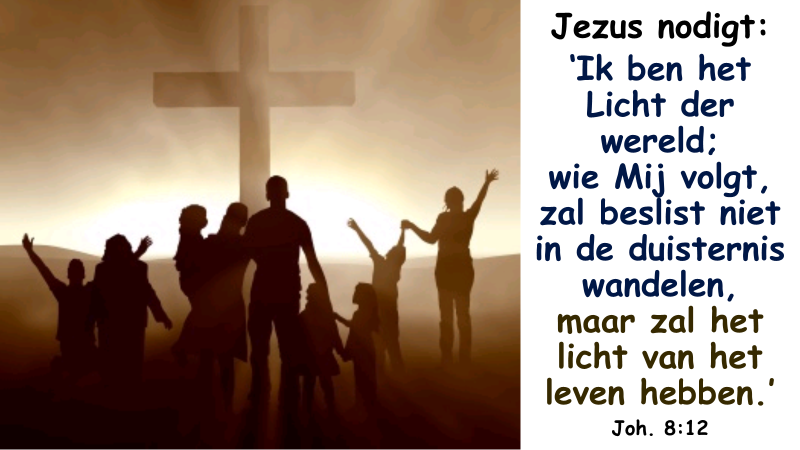 Jezus nodigt:
‘Ik ben het
Licht der
wereld;
wie Mij volgt,
zal beslist niet
in de duisternis
wandelen,
maar zal het
licht van het
leven hebben.’
Joh. 8:12